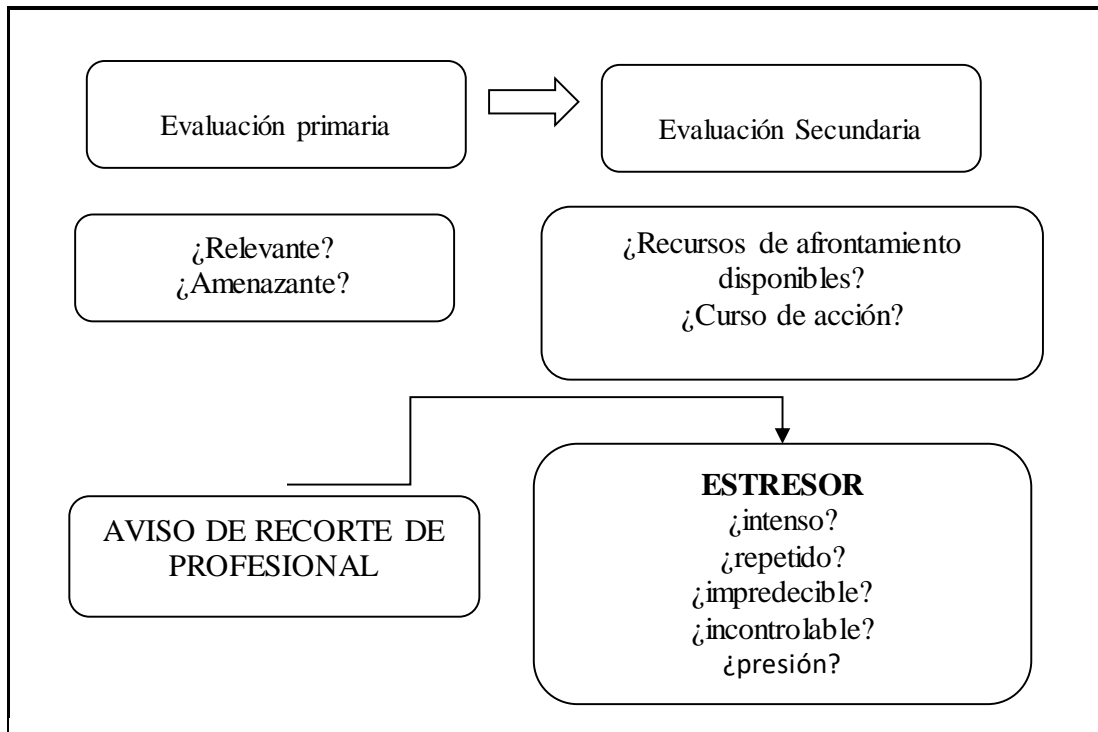 Evaluación primaria
Evaluación Secundaria
¿Relevante?
¿Amenazante?
¿Recursos de afrontamiento
disponibles?
¿Curso de acción?
AVISO DE RECORTE DE
PROFESIONAL
ESTRESOR
¿intenso?
¿repetido?
¿impredecible?
¿incontrolable?
¿presión?